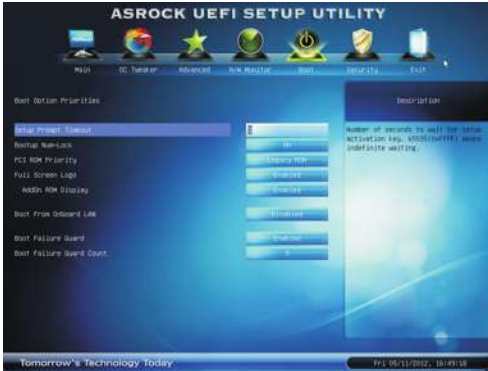 ASROCK UEFI SETUP UTILITY
Main OC Tweaker Advanced H/W Monitor Boot Security Exit
Boot Option Priorities
Description
Setup Prompt Timeout
Number of seconds to wait for setup
activation key. 65535(0xFFFF) means
indefinite waiting.
Bootup Num-Lock ON
PCI ROM Priority Legacy ROM
Full Screen Logo Enabled
AddOn ROM Display Enabled
Boot From Onboard LAN Disabled
Boot Failure Guard Enabled
Boot Failure Guard Count
Tomorrow's Technology Today
Fri 05/11/2012, 16:49:18